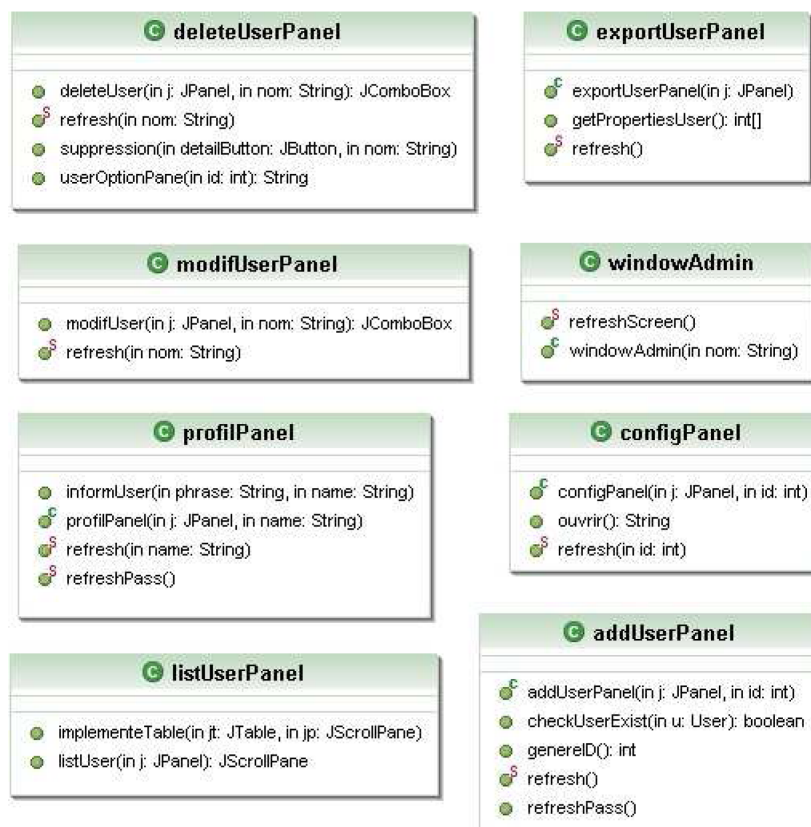 deleteUserPanel
deleteUser(in j: JPanel, in nom: String): JComboBox
refresh(in nom: String)
suppression(in detailButton: JButton, in nom: String)
userOptionPane(in id: int): String
exportUserPanel
exportUserPanel(in j: JPanel)
getPropertiesUser(): int[]
refresh()
modifUserPanel
modifUser(in j: JPanel, in nom: String): JComboBox
refresh(in nom: String)
windowAdmin
refreshScreen()
windowAdmin(in nom: String)
profilPanel
informUser(in phrase: String, in name: String)
profilPanel(in j: JPanel, in name: String)
refresh(in name: String)
refreshPass()
configPanel
configPanel(in j: JPanel, in id: int)
ouvrir(): String
refresh(in id: int)
listUserPanel
implementeTable(in jt: JTable, in jp: JScrollPane)
listUser(in j: JPanel): JScrollPane
addUserPanel
addUserPanel(in j: JPanel, in id: int)
checkUserExist(in u: User): boolean
genereID(): int
refresh()
refreshPass()